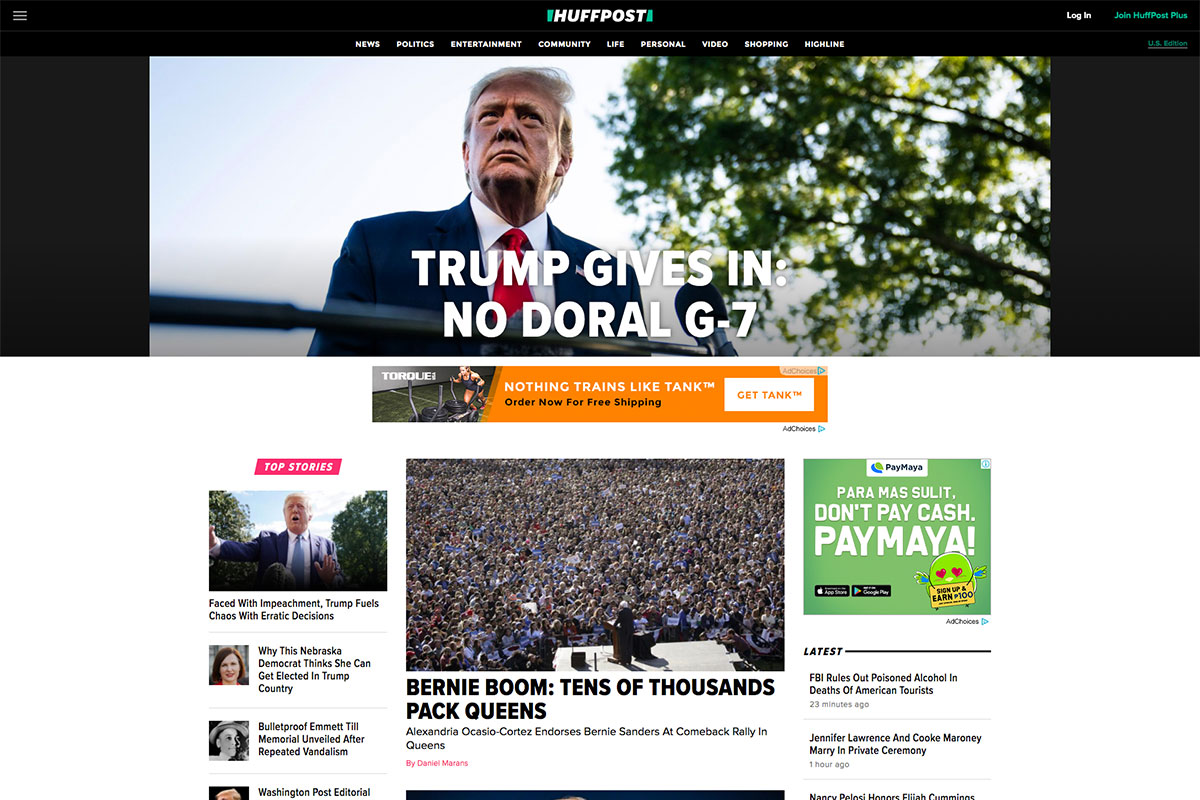 HUFFPOST
Log In
Join HuffPost Plus
NEWS
POLITICS
ENTERTAINMENT
COMMUNITY
LIFE
PERSONAL
VIDEO
SHOPPING
HIGHLINE
U.S. Edition
TRUMP GIVES IN:
NO DORAL G-7
TORQUE
NOTHING TRAINS LIKE TANK™
Order Now For Free Shipping
GET TANK™
AdChoices
AdChoices
TOP STORIES
Faced With Impeachment, Trump Fuels
Chaos With Erratic Decisions
Why This Nebraska
Democrat Thinks She Can
Get Elected In Trump
Country
Bulletproof Emmett Till
Memorial Unveiled After
Repeated Vandalism
Washington Post Editorial
BERNIE BOOM: TENS OF THOUSANDS
PACK QUEENS
Alexandria Ocasio-Cortez Endorses Bernie Sanders At Comeback Rally In
Queens
By Daniel Marans
PayMaya
PARA MAS SULIT,
DON'T PAY CASH.
PAYMAYA!
App Store
Google Play
SIGN UP &
EARN ₱100
AdChoices
LATEST
FBI Rules Out Poisoned Alcohol In
Deaths Of American Tourists
23 minutes ago
Jennifer Lawrence And Cooke Maroney
Marry In Private Ceremony
1 hour ago
Nancy Pelosi Honors Elijah Cummings